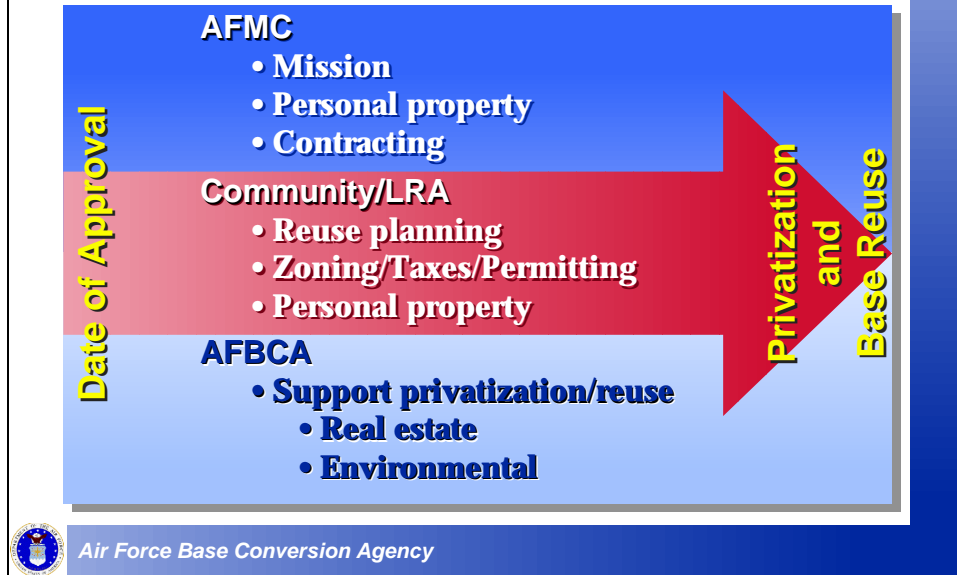 Date of Approval
AFMC
• Mission
• Personal property
• Contracting
Community/LRA
• Reuse planning
• Zoning/Taxes/Permitting
• Personal property
AFBCA
• Support privatization/reuse
• Real estate
• Environmental
Privatization
and
Base Reuse
Air Force Base Conversion Agency